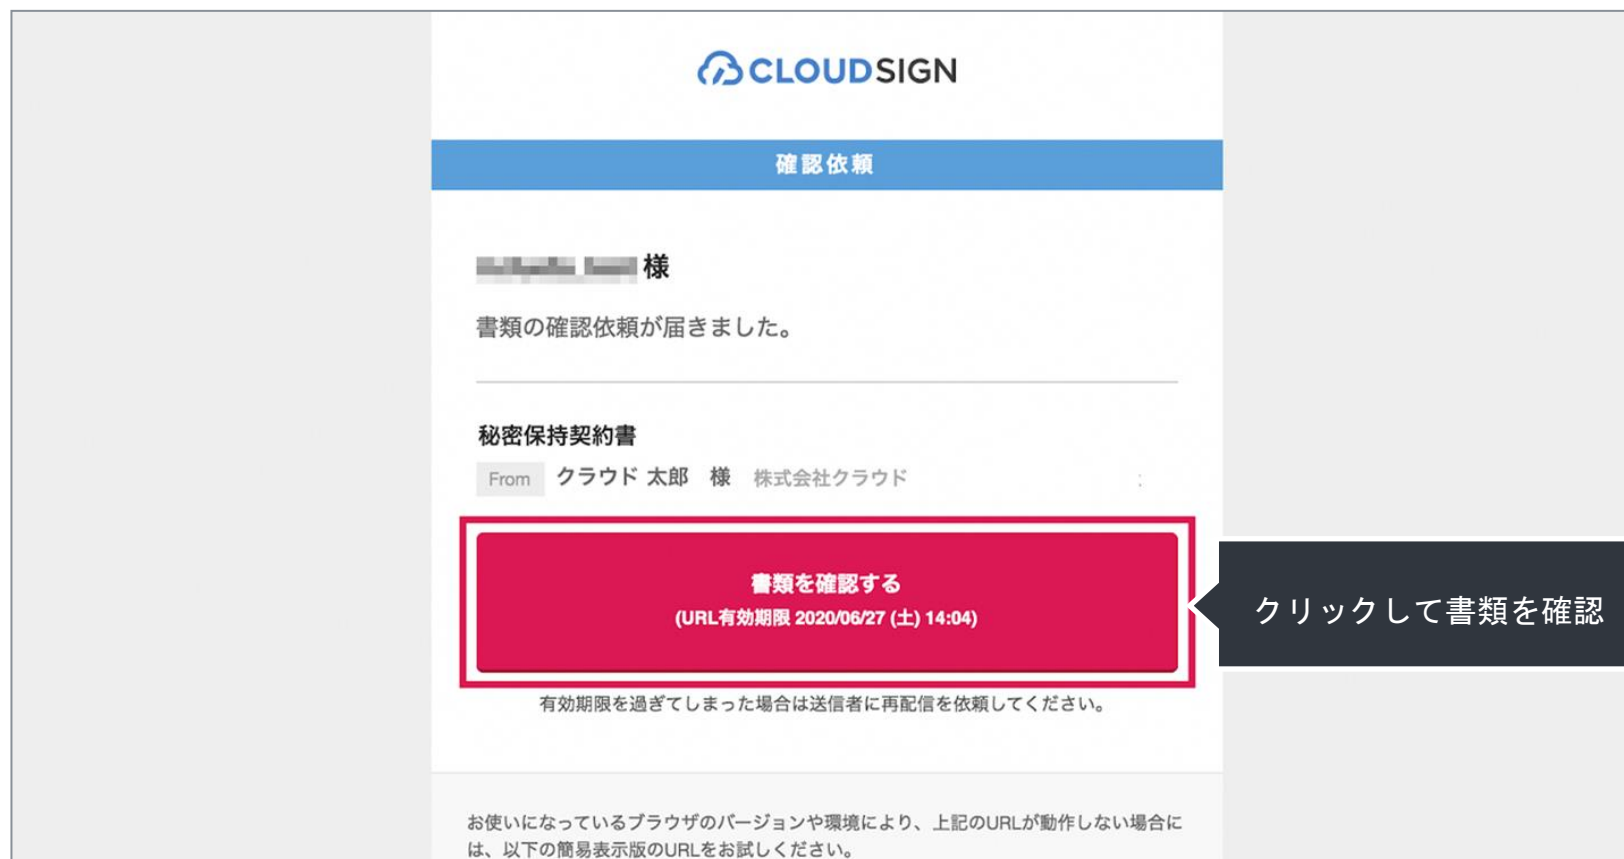 CLOUDSIGN
確認依頼
様
書類の確認依頼が届きました。
秘密保持契約書
From クラウド 太郎 様 株式会社クラウド
書類を確認する
(URL有効期限 2020/06/27 (土) 14:04)
クリックして書類を確認
有効期限を過ぎてしまった場合は送信者に再配信を依頼してください。
お使いになっているブラウザのバージョンや環境により、上記のURLが動作しない場合に
は、以下の簡易表示版のURLをお試しください。